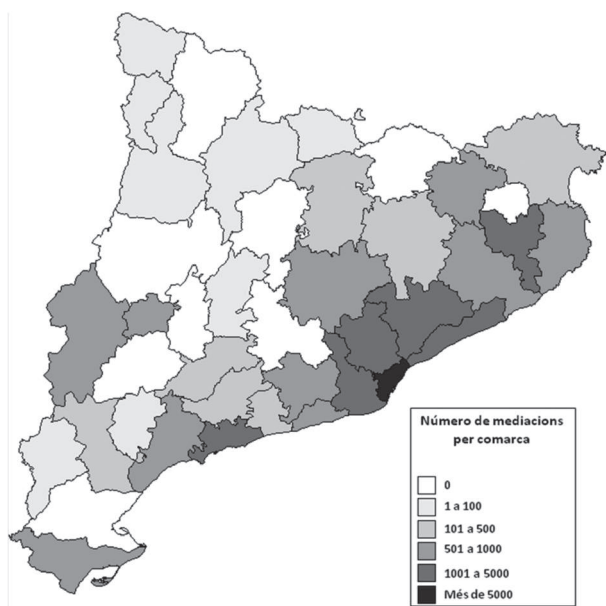 Número de mediacions
per comarca
0
1 a 100
101 a 500
501 a 1000
1001 a 5000
Més de 5000